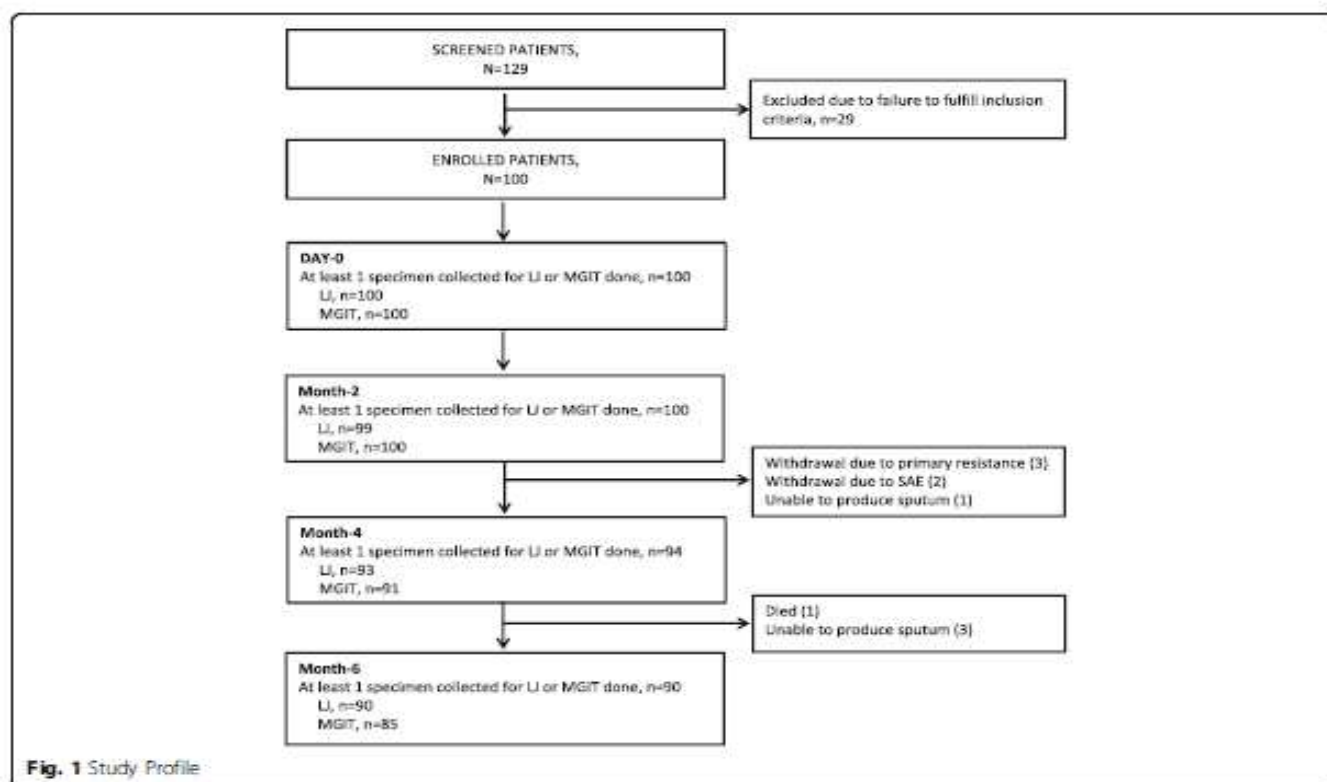 SCREENED PATIENTS,
N=129
Excluded due to failure to fulfill inclusion
criteria, n=29
ENROLLED PATIENTS,
N=100
DAY-0
At least 1 specimen collected for LJ or MGIT done, n=100
LJ, n=100
MGIT, n=100
Month-2
At least 1 specimen collected for LJ or MGIT done, n=100
LJ, n=99
MGIT, n=100
Withdrawal due to primary resistance (3)
Withdrawal due to SAE (2)
Unable to produce sputum (1)
Month-4
At least 1 specimen collected for LJ or MGIT done, n=94
LJ, n=93
MGIT, n=91
Died (1)
Unable to produce sputum (3)
Month-6
At least 1 specimen collected for LJ or MGIT done, n=90
LJ, n=90
MGIT, n=85
Fig. 1 Study Profile